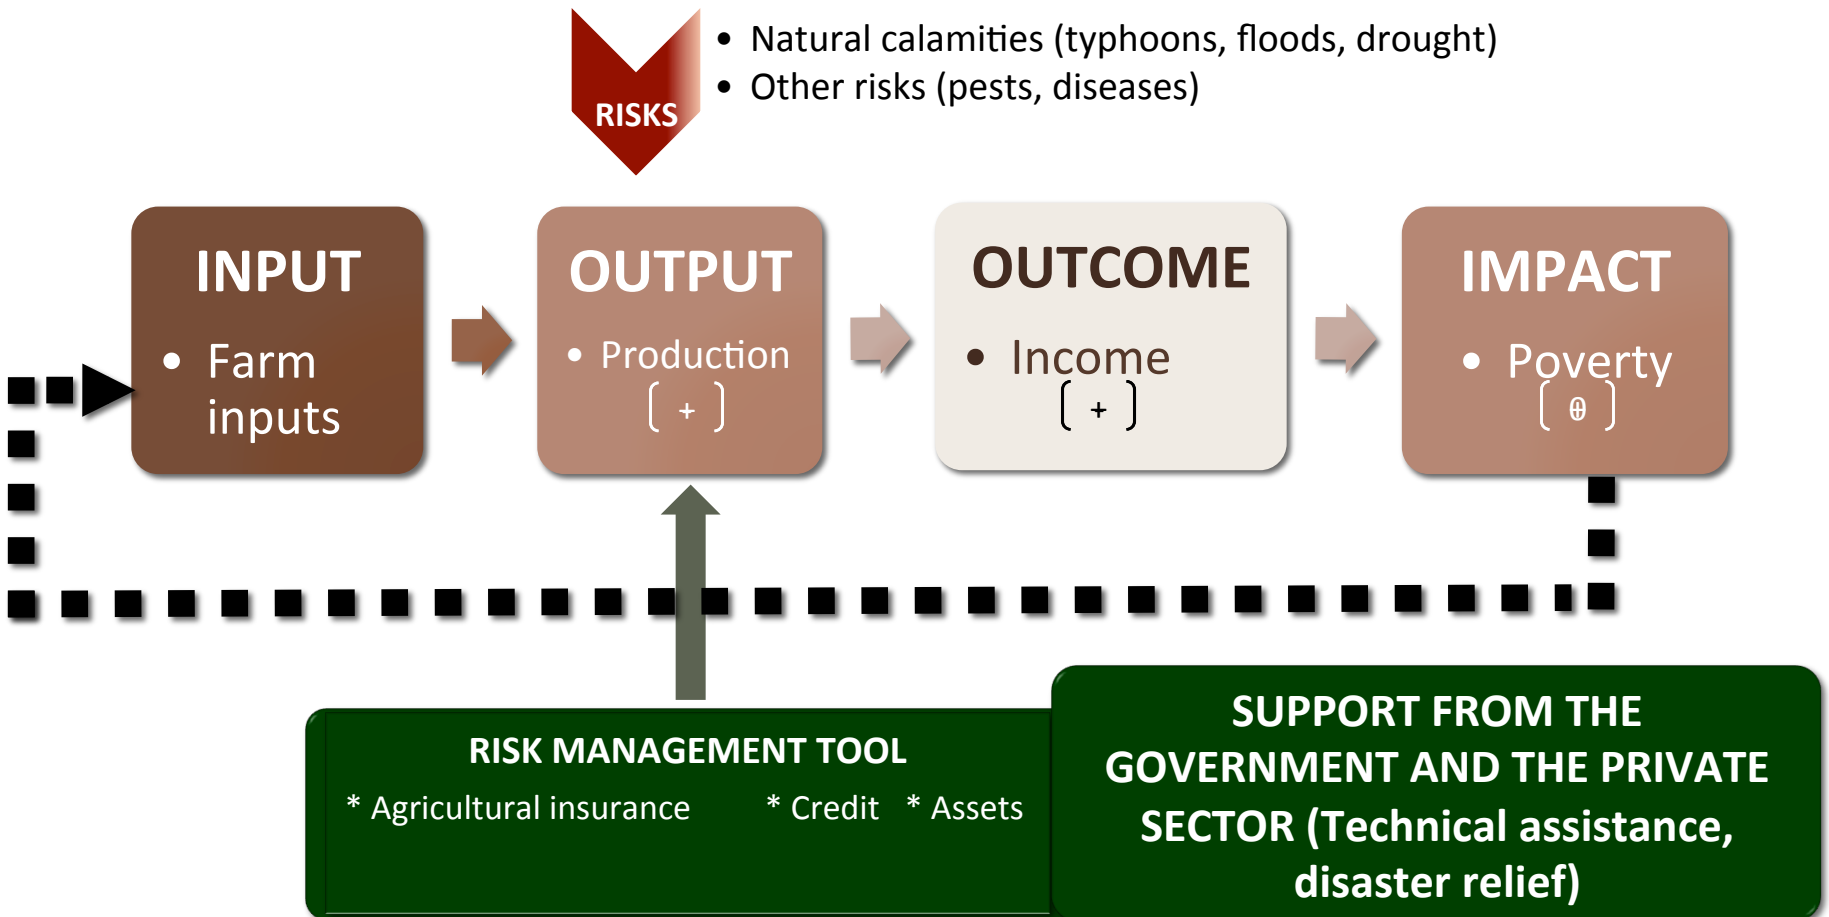 • Natural calamities (typhoons, floods, drought)
• Other risks (pests, diseases)
RISKS
INPUT
• Farm
inputs
OUTPUT
• Production
[ + ]
OUTCOME
• Income
[ + ]
IMPACT
• Poverty
RISK MANAGEMENT TOOL
* Agricultural insurance * Credit * Assets
SUPPORT FROM THE
GOVERNMENT AND THE PRIVATE
SECTOR (Technical assistance,
disaster relief)